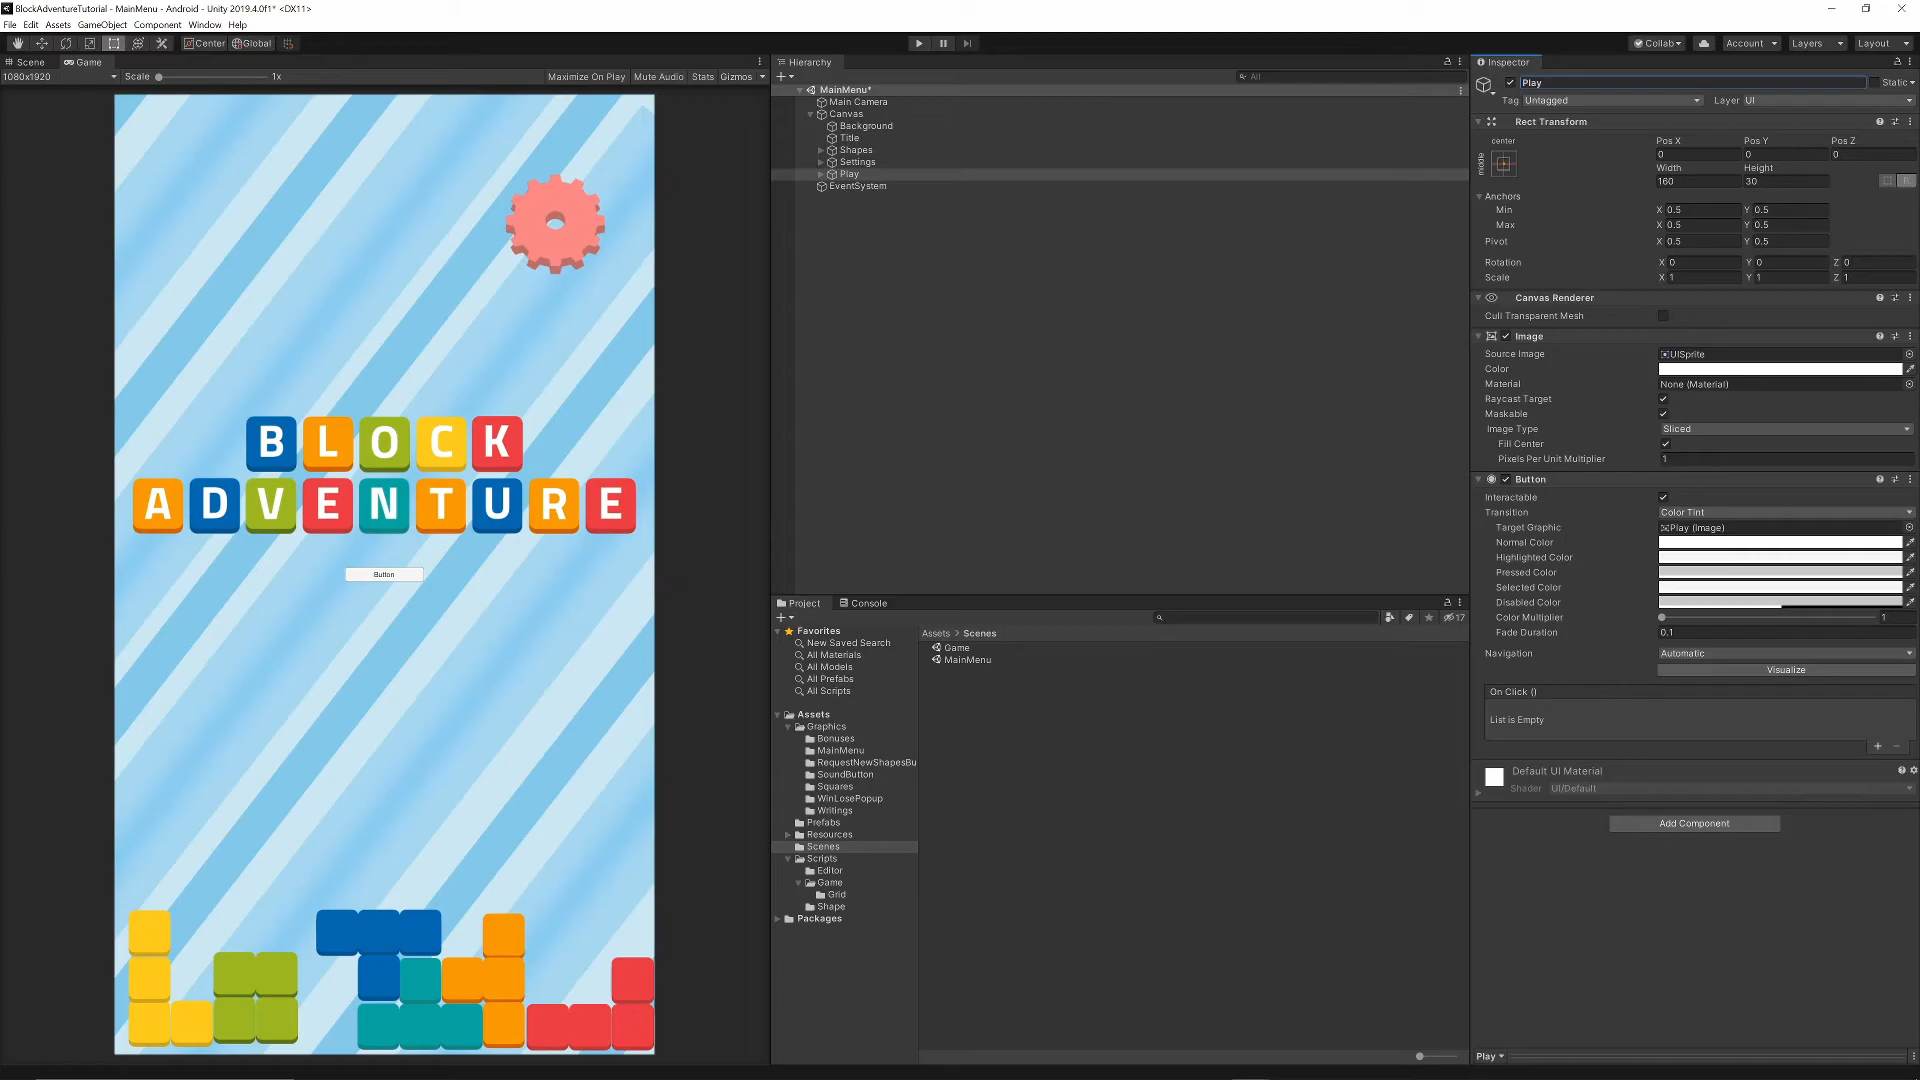 BlockAdventureTutorial - MainMenu - Android - Unity 2019.4.0f1* <DX11>
File Edit Assets GameObject Component Window Help
Center Global
Collab Account Layers Layout
Scene Game
1080x1920 Scale 1x Maximize On Play Mute Audio Stats Gizmos
BLOCK
ADVENTURE
Button
Hierarchy
All
MainMenu*
Main Camera
Canvas
Background
Title
Shapes
Settings
Play
EventSystem
Project Console
17
Favorites
New Saved Search
All Materials
All Models
All Prefabs
All Scripts
Assets
Graphics
Bonuses
MainMenu
RequestNewShapesBu
SoundButton
Squares
WinLosePopup
Writings
Prefabs
Resources
Scenes
Scripts
Editor
Game
Grid
Shape
Packages
Assets > Scenes
Game
MainMenu
Inspector
Play Static
Tag Untagged Layer UI
Rect Transform
center Pos X Pos Y Pos Z
middle 0 0 0
Width Height
160 30 R
Anchors
Min X 0.5 Y 0.5
Max X 0.5 Y 0.5
Pivot X 0.5 Y 0.5
Rotation X 0 Y 0 Z 0
Scale X 1 Y 1 Z 1
Canvas Renderer
Cull Transparent Mesh
Image
Source Image UISprite
Color
Material None (Material)
Raycast Target
Maskable
Image Type Sliced
Fill Center
Pixels Per Unit Multiplier 1
Button
Interactable
Transition Color Tint
Target Graphic Play (Image)
Normal Color
Highlighted Color
Pressed Color
Selected Color
Disabled Color
Color Multiplier 1
Fade Duration 0.1
Navigation Automatic
Visualize
On Click ()
List is Empty
Default UI Material
Shader UI/Default
Add Component
Play